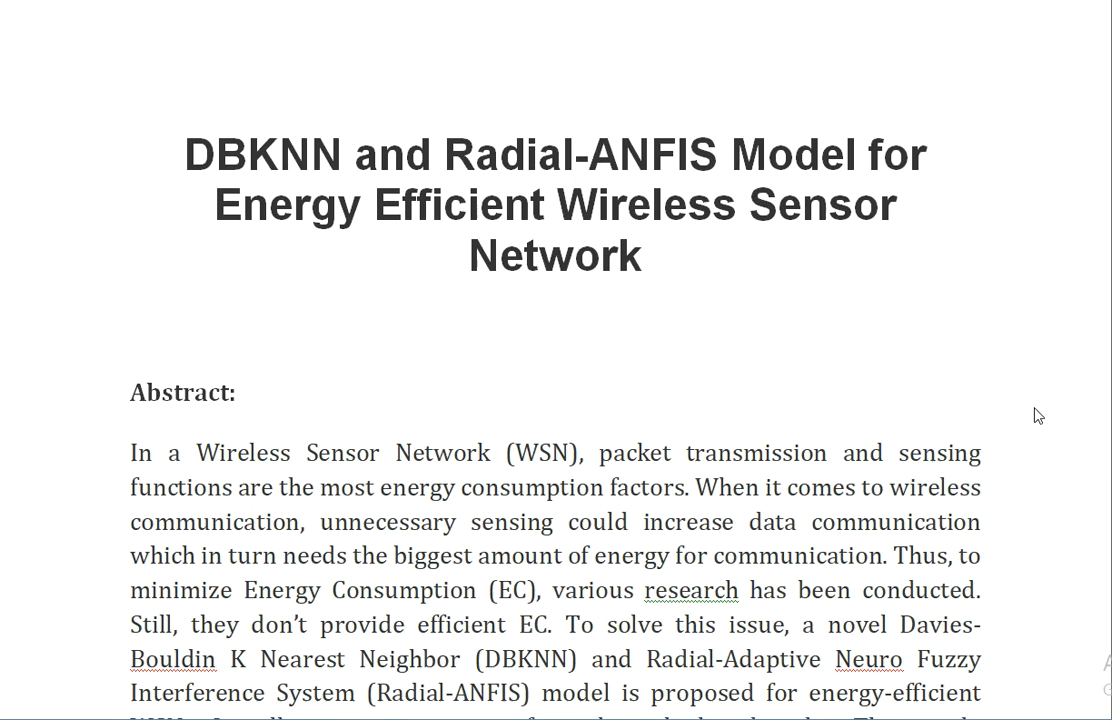 DBKNN and Radial-ANFIS Model for
Energy Efficient Wireless Sensor
Network
Abstract:
In a Wireless Sensor Network (WSN), packet transmission and sensing
functions are the most energy consumption factors. When it comes to wireless
communication, unnecessary sensing could increase data communication
which in turn needs the biggest amount of energy for communication. Thus, to
minimize Energy Consumption (EC), various research has been conducted.
Still, they don’t provide efficient EC. To solve this issue, a novel Davies-
Bouldin K Nearest Neighbor (DBKNN) and Radial-Adaptive Neuro Fuzzy
Interference System (Radial-ANFIS) model is proposed for energy-efficient